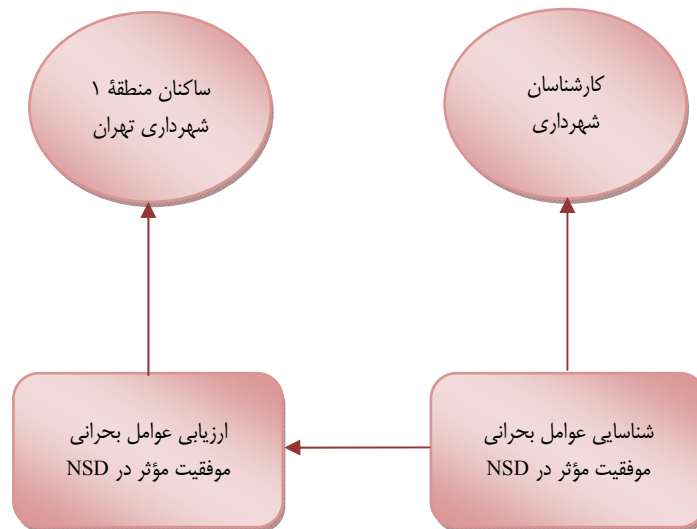 کارشناسان
شهرداری
ساکنان منطقۀ ۱
شهرداری تهران
شناسایی عوامل بحرانی
موفقیت مؤثر در NSD
ارزیابی عوامل بحرانی
موفقیت مؤثر در NSD